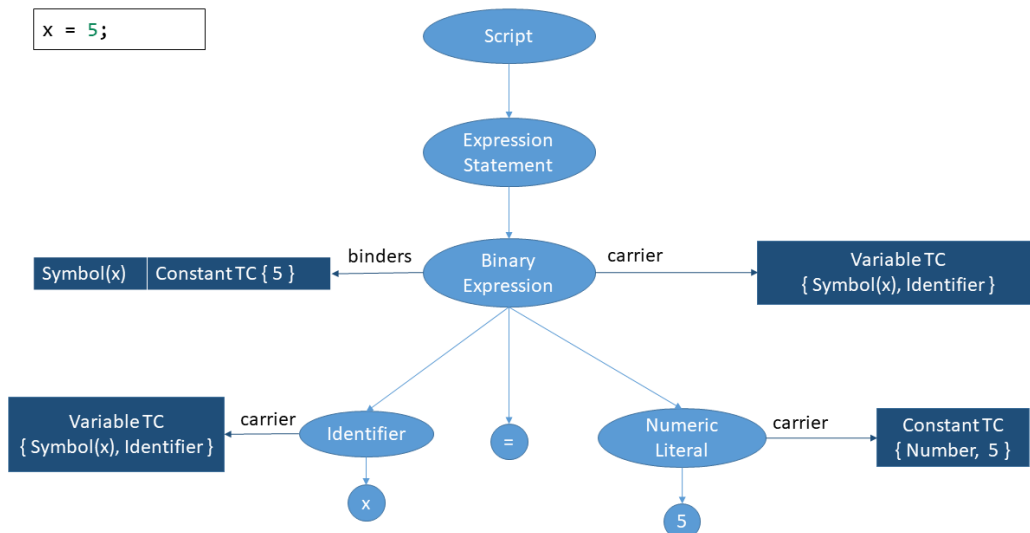 x = 5;
Script
Expression
Statement
binders
carrier
Symbol(x) Constant TC { 5 }
Binary
Expression
Variable TC
{ Symbol(x), Identifier }
Variable TC
{ Symbol(x), Identifier }
carrier
Identifier
=
Numeric
Literal
carrier
Constant TC
{ Number, 5 }
x
5